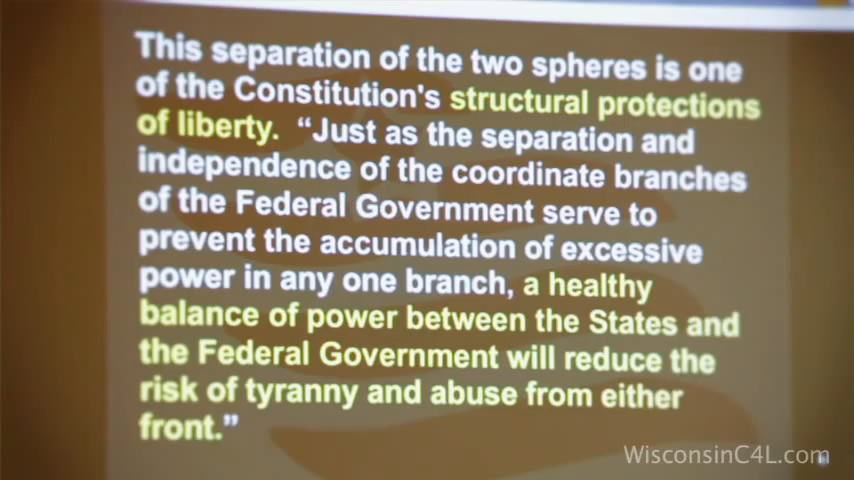 This separation of the two spheres is one
of the Constitution's structural protections
of liberty. “Just as the separation and
independence of the coordinate branches
of the Federal Government serve to
prevent the accumulation of excessive
power in any one branch, a healthy
balance of power between the States and
the Federal Government will reduce the
risk of tyranny and abuse from either
front.”
WisconsinC4L.com